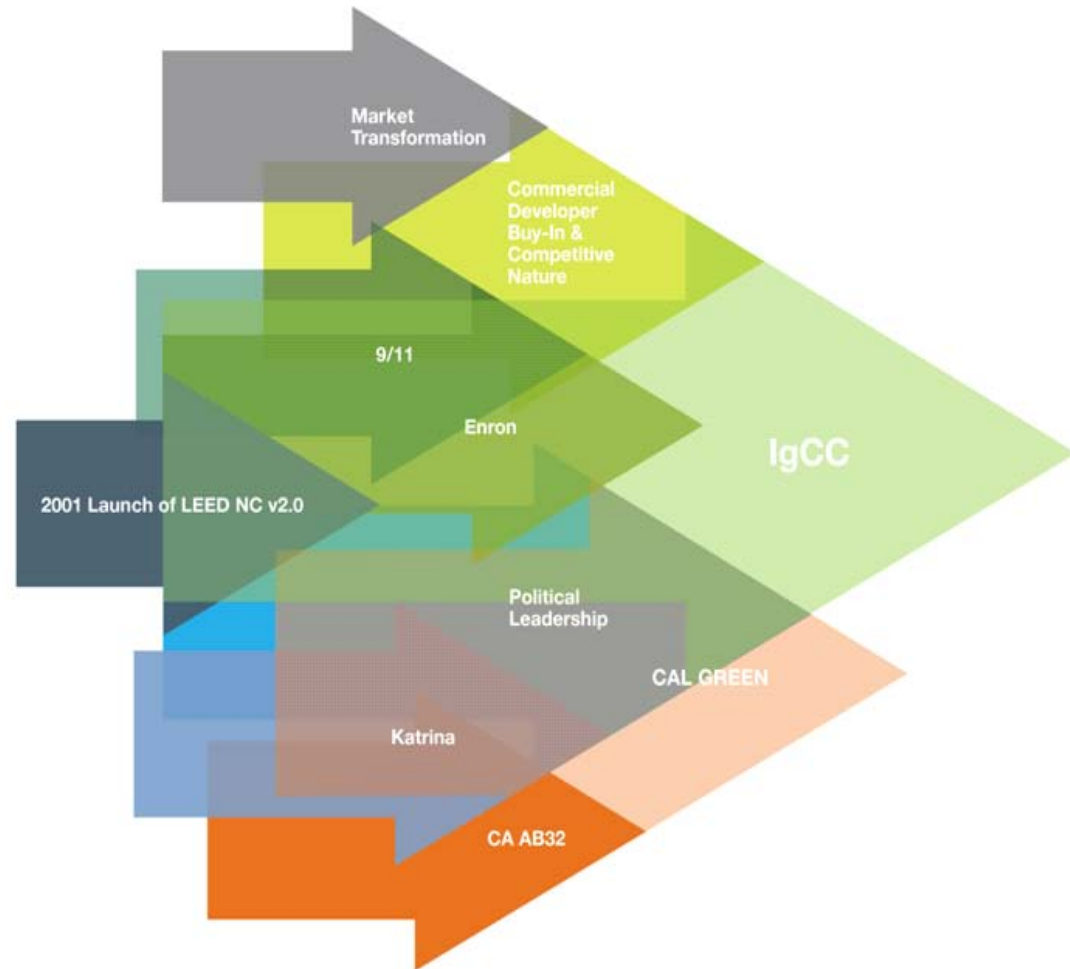 Market
Transformation
Commercial
Developer
Buy-In &
Competitive
Nature
9/11
Enron
IgCC
2001 Launch of LEED NC v2.0
Political
Leadership
CAL GREEN
Katrina
CA AB32